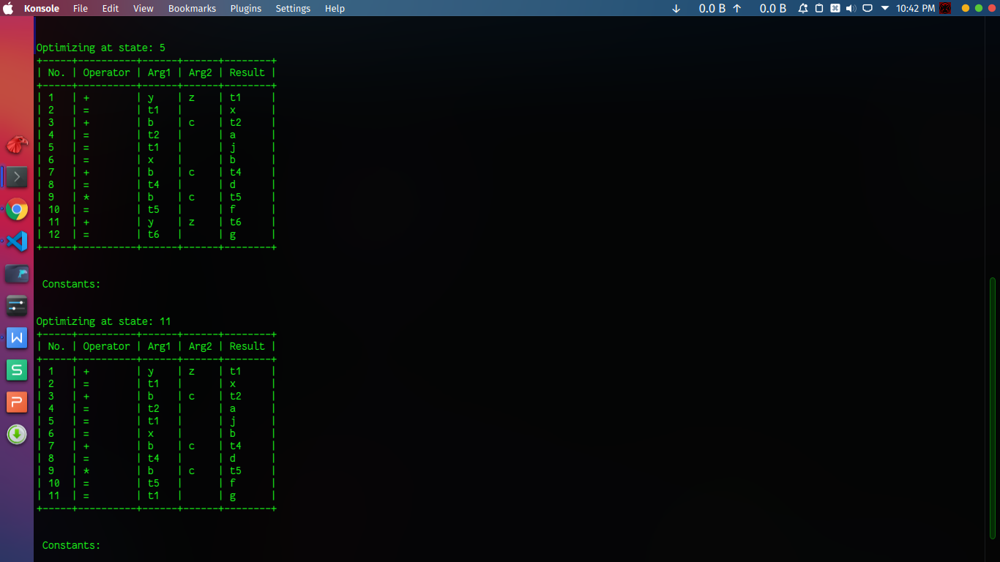 Konsole File Edit View Bookmarks Plugins Settings Help 0.0 B 0.0 B 10:42 PM
Optimizing at state: 5
+-----+----------+------+------+--------+
| No. | Operator | Arg1 | Arg2 | Result |
+-----+----------+------+------+--------+
| 1 | + | y | z | t1 |
| 2 | = | t1 | | x |
| 3 | + | b | c | t2 |
| 4 | = | t2 | | a |
| 5 | = | t1 | | j |
| 6 | = | x | | b |
| 7 | + | b | c | t4 |
| 8 | = | t4 | | d |
| 9 | * | b | c | t5 |
| 10 | = | t5 | | f |
| 11 | + | y | z | t6 |
| 12 | = | t6 | | g |
+-----+----------+------+------+--------+
Constants:
Optimizing at state: 11
+-----+----------+------+------+--------+
| No. | Operator | Arg1 | Arg2 | Result |
+-----+----------+------+------+--------+
| 1 | + | y | z | t1 |
| 2 | = | t1 | | x |
| 3 | + | b | c | t2 |
| 4 | = | t2 | | a |
| 5 | = | t1 | | j |
| 6 | = | x | | b |
| 7 | + | b | c | t4 |
| 8 | = | t4 | | d |
| 9 | * | b | c | t5 |
| 10 | = | t5 | | f |
| 11 | = | t1 | | g |
+-----+----------+------+------+--------+
Constants: